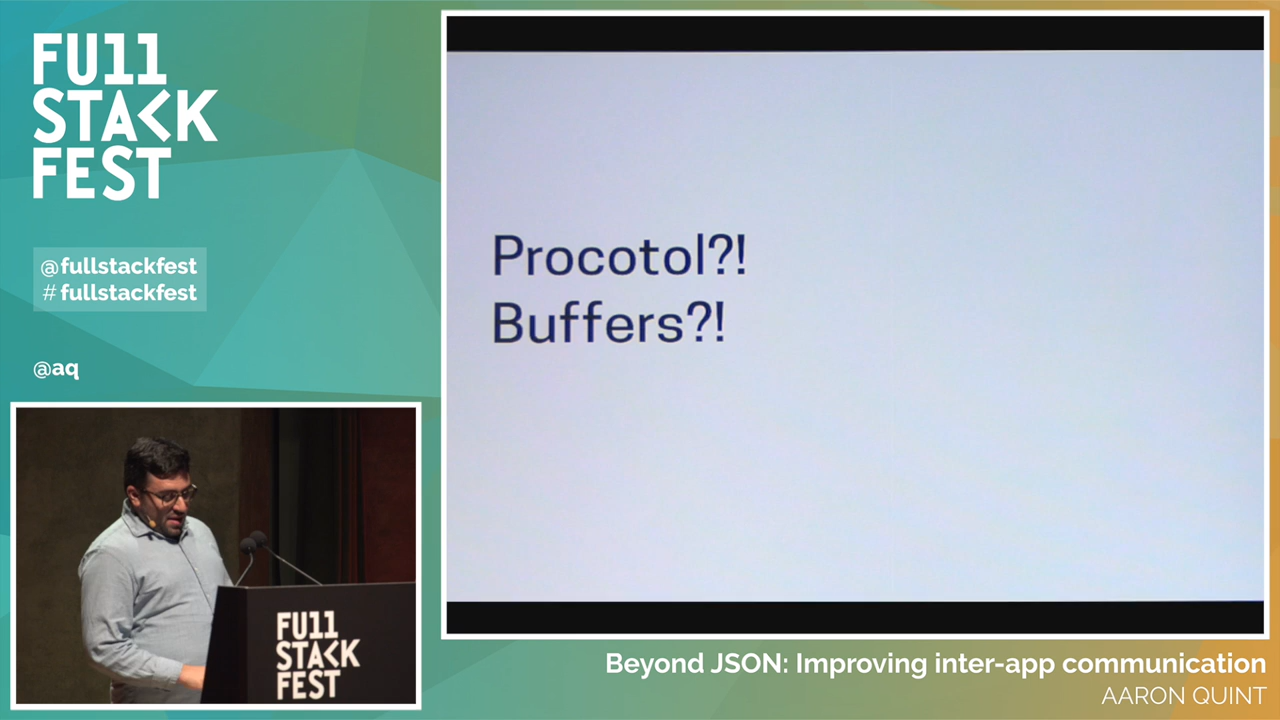 FU11
STACK
FEST
@fullstackfest
# fullstackfest
@aq
Procotol?!
Buffers?!
FU11
STACK
FEST
Beyond JSON: Improving inter-app communication
AARON QUINT